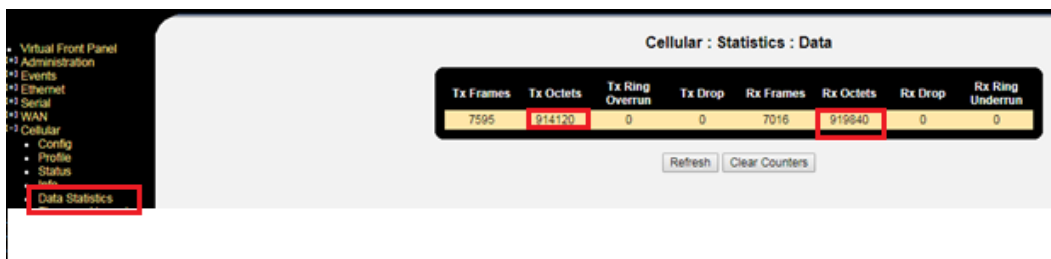 Virtual Front Panel
[+] Administration
[+] Events
[+] Ethernet
[+] Serial
[+] WAN
[-] Cellular
Config
Profile
Status
Info
Data Statistics
Cellular : Statistics : Data
Tx Frames Tx Octets Tx Ring Overrun Tx Drop Rx Frames Rx Octets Rx Drop Rx Ring Underrun
7595 914120 0 0 7016 919840 0 0
Refresh Clear Counters